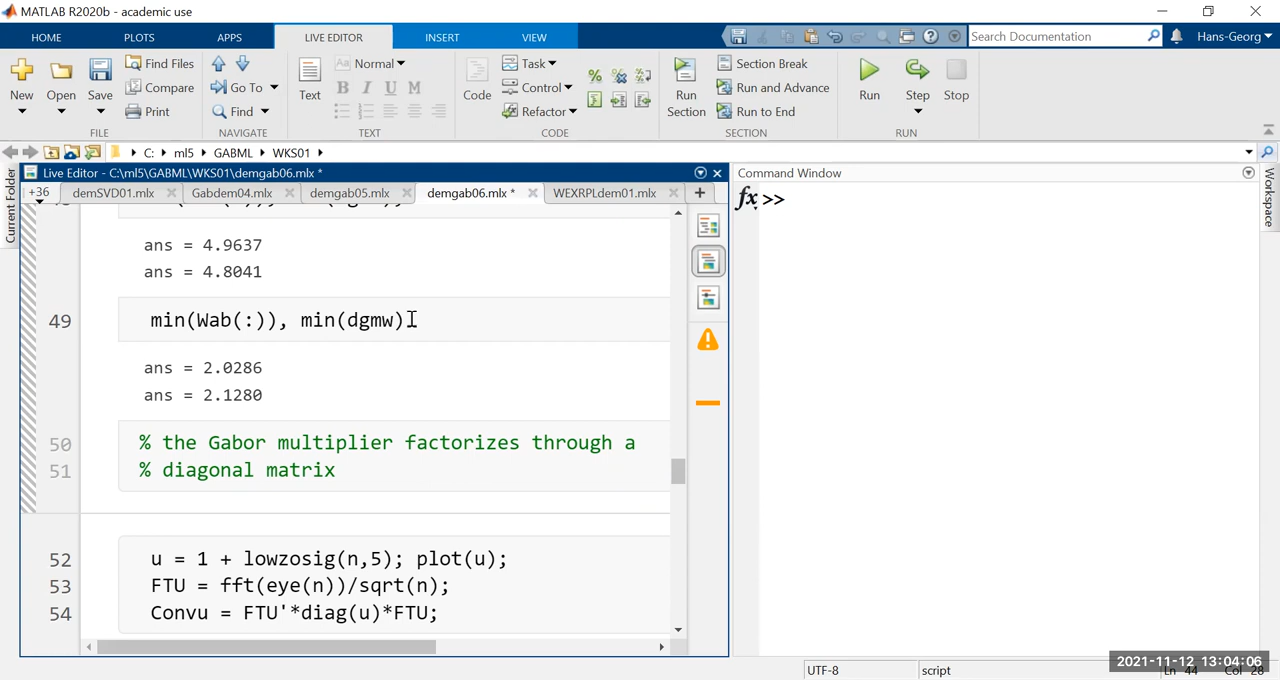 MATLAB R2020b - academic use
HOME PLOTS APPS LIVE EDITOR INSERT VIEW Search Documentation Hans-Georg
New Open Save Find Files Compare Print
FILE
Go To Find
NAVIGATE
Text Aa Normal B I U M
TEXT
Code Task Control Refactor
CODE
Run Section Section Break Run and Advance Run to End
SECTION
Run Step Stop
RUN
C: ml5 GABML WKS01
Current Folder
Live Editor - C:\ml5\GABML\WKS01\demgab06.mlx *
+36 demSVD01.mlx Gabdem04.mlx demgab05.mlx demgab06.mlx * WEXRPLdem01.mlx +
ans = 4.9637
ans = 4.8041
49 min(Wab(:)), min(dgmw)
ans = 2.0286
ans = 2.1280
50 % the Gabor multiplier factorizes through a
51 % diagonal matrix
52 u = 1 + lowzosig(n,5); plot(u);
53 FTU = fft(eye(n))/sqrt(n);
54 Convu = FTU'*diag(u)*FTU;
Command Window
fx >>
Workspace
UTF-8 script Ln 44 Col 28
2021-11-12 13:04:06